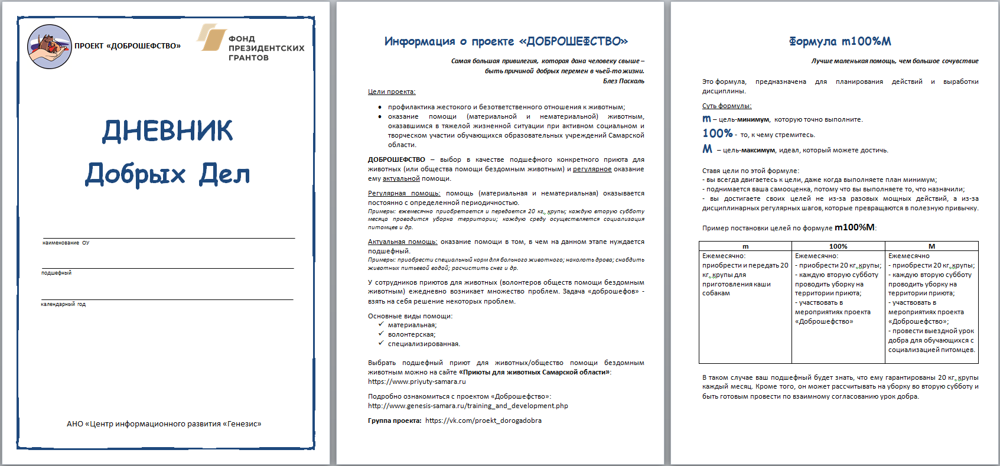 ПРОЕКТ «ДОБРОШЕФСТВО»
ФОНД
ПРЕЗИДЕНТСКИХ
ГРАНТОВ
ДНЕВНИК
Добрых Дел
наименование ОУ
подшефный
календарный год
АНО «Центр информационного развития «Генезис»
Информация о проекте «ДОБРОШЕФСТВО»
Самая большая привилегия, которая дана человеку свыше –
быть причиной добрых перемен в чьей-то жизни.
Блез Паскаль
Цели проекта:
• профилактика жестокого и безответственного отношения к животным;
• оказание помощи (материальной и нематериальной) животным,
оказавшимся в тяжелой жизненной ситуации при активном социальном и
творческом участии обучающихся образовательных учреждений Самарской
области.
ДОБРОШЕФСТВО – выбор в качестве подшефного конкретного приюта для
животных (или общества помощи бездомным животным) и регулярное оказание
ему актуальной помощи.
Регулярная помощь: помощь (материальная и нематериальная) оказывается
постоянно с определенной периодичностью.
Примеры: ежемесячно приобретается и передается 20 кг. крупы; каждую вторую субботу
месяца проводится уборка территории; каждую среду осуществляется социализация
питомцев и др.
Актуальная помощь: оказание помощи в том, в чем на данном этапе нуждается
подшефный.
Примеры: приобрести специальный корм для больного животного; наколоть дрова; снабдить
животных питьевой водой; расчистить снег и др.
У сотрудников приютов для животных (волонтеров обществ помощи бездомным
животным) ежедневно возникает множество проблем. Задача «доброшефов» -
взять на себя решение некоторых проблем.
Основные виды помощи:
✓ материальная;
✓ волонтерская;
✓ специализированная.
Выбрать подшефный приют для животных/общество помощи бездомным
животным можно на сайте «Приюты для животных Самарской области»:
https://www.priyuty-samara.ru
Подробно ознакомиться с проектом «Доброшефство»:
http://www.genesis-samara.ru/training_and_development.php
Группа проекта: https://vk.com/proekt_dorogadobra
Формула m100%M
Лучше маленькая помощь, чем большое сочувствие
Это формула, предназначена для планирования действий и выработки
дисциплины.
Суть формулы:
m – цель-минимум, которую точно выполните.
100% - то, к чему стремитесь.
M – цель-максимум, идеал, который можете достичь.
Ставя цели по этой формуле:
- вы всегда двигаетесь к цели, даже когда выполняете план минимум;
- поднимается ваша самооценка, потому что вы выполняете то, что назначили;
- вы достигаете своих целей не из-за разовых мощных действий, а из-за
дисциплинарных регулярных шагов, которые превращаются в полезную привычку.
Пример постановки целей по формуле m100%M:
m
Ежемесячно:
приобрести и передать 20
кг. крупы для
приготовления каши
собакам
100%
Ежемесячно:
- приобрести 20 кг. крупы;
- каждую вторую субботу
проводить уборку на
территории приюта;
- участвовать в
мероприятиях проекта
«Доброшефство»
M
Ежемесячно
- приобрести 20 кг. крупы;
- каждую вторую субботу
проводить уборку на
территории приюта;
- участвовать в
мероприятиях проекта
«Доброшефство»;
- провести выездной урок
добра для обучающихся с
социализацией питомцев.
В таком случае ваш подшефный будет знать, что ему гарантированы 20 кг. крупы
каждый месяц. Кроме того, он может рассчитывать на уборку во вторую субботу и
быть готовым провести по взаимному согласованию урок добра.